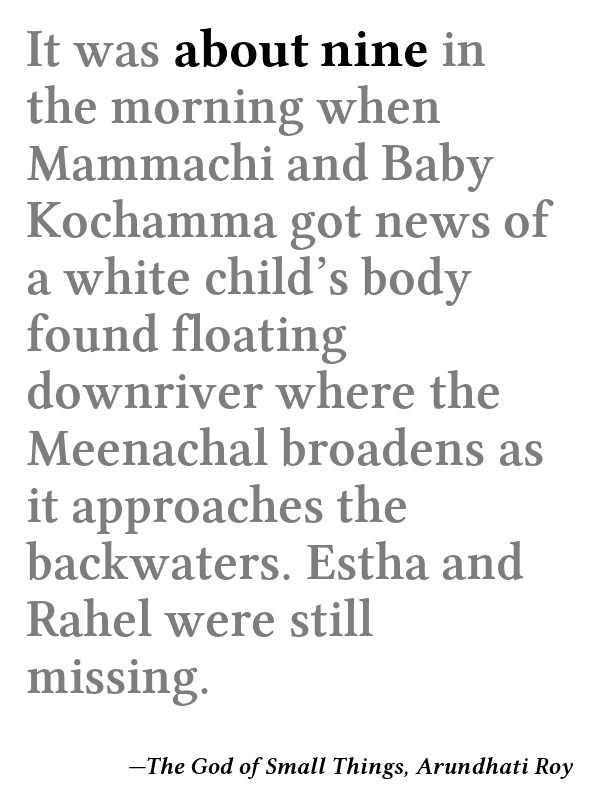 It was about nine in
the morning when
Mammachi and Baby
Kochamma got news of
a white child’s body
found floating
downriver where the
Meenachal broadens as
it approaches the
backwaters. Estha and
Rahel were still
missing.
—The God of Small Things, Arundhati Roy